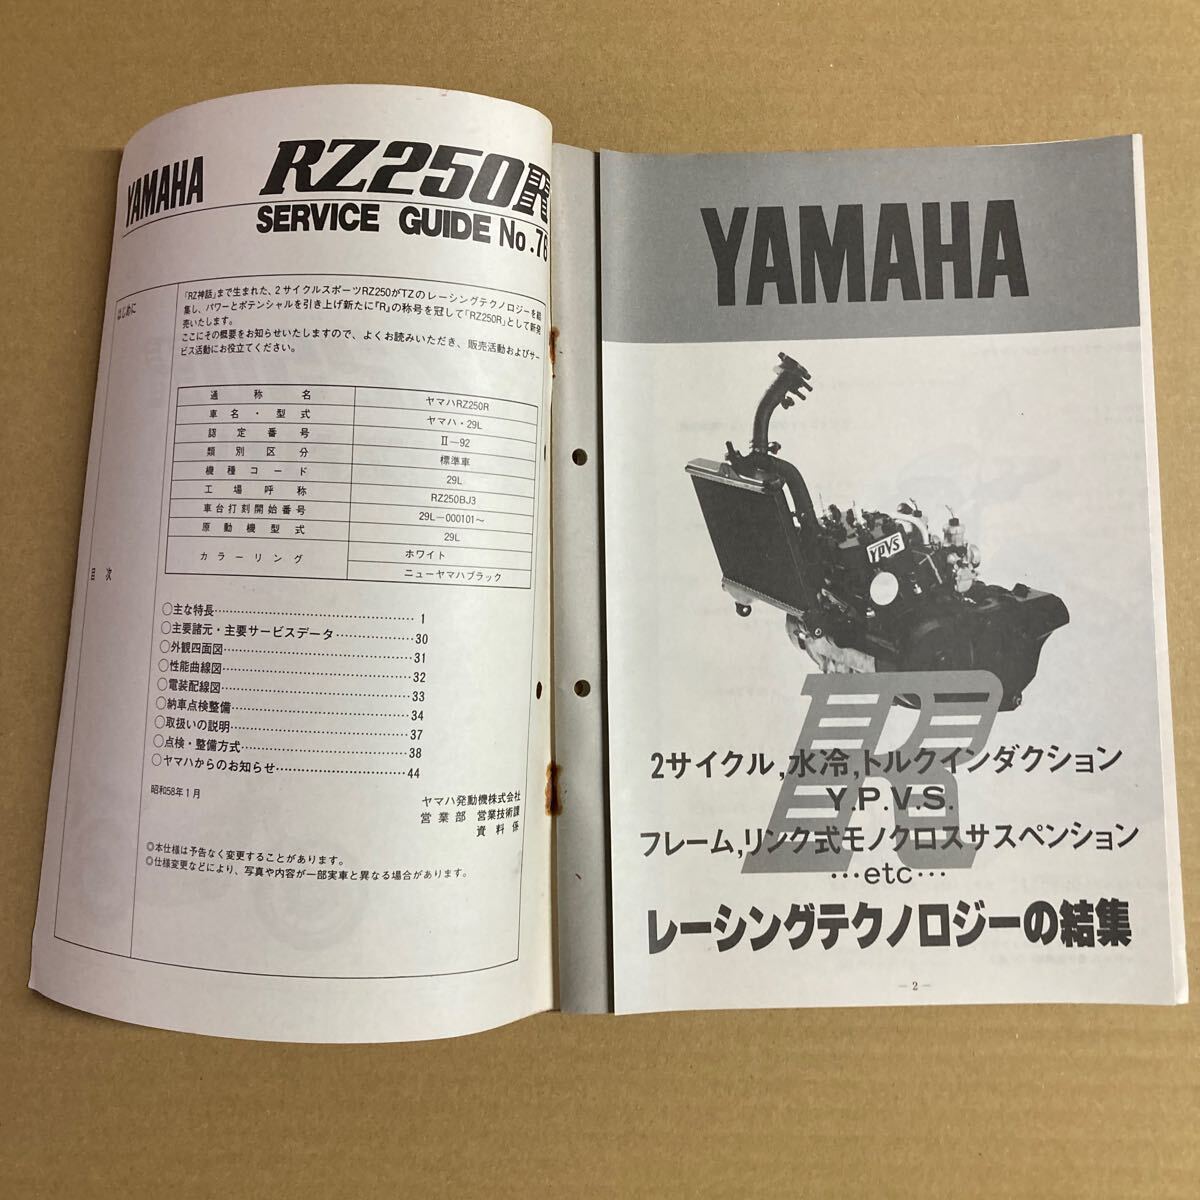 YAMAHA
RZ250R
SERVICE GUIDE No.76
はじめに
「RZ神話」まで生まれた、2サイクルスポーツRZ250がTZのレーシングテクノロジーを結
集し、パワーとポテンシャルを引き上げ新たに『R』の称号を冠して「RZ250R」として新発
売いたします。
ここにその概要をお知らせいたしますので、よくお読みいただき、販売活動およびサー
ビス活動にお役立てください。
通称名 ヤマハRZ250R
車名・型式 ヤマハ・29L
認定番号 II－92
類別区分 標準車
機種コード 29L
工場呼称 RZ250BJ3
車台打刻開始番号 29L－000101～
原動機型式 29L
カラーリング ホワイト
ニューヤマハブラック
目次
○主な特長…………………………… 1
○主要諸元・主要サービスデータ……………30
○外観四面図…………………………31
○性能曲線図…………………………32
○電装配線図…………………………33
○納車点検整備………………………34
○取扱いの説明………………………37
○点検・整備方式……………………38
○ヤマハからのお知らせ………………44
昭和58年1月
ヤマハ発動機株式会社
営業部 営業技術課
資料係
◎本仕様は予告なく変更することがあります。
◎仕様変更などにより、写真や内容が一部実車と異なる場合があります。
YAMAHA
YPVS
R
2サイクル,水冷,トルクインダクション
Y.P.V.S.
フレーム,リンク式モノクロスサスペンション
…etc…
レーシングテクノロジーの結集
－2－